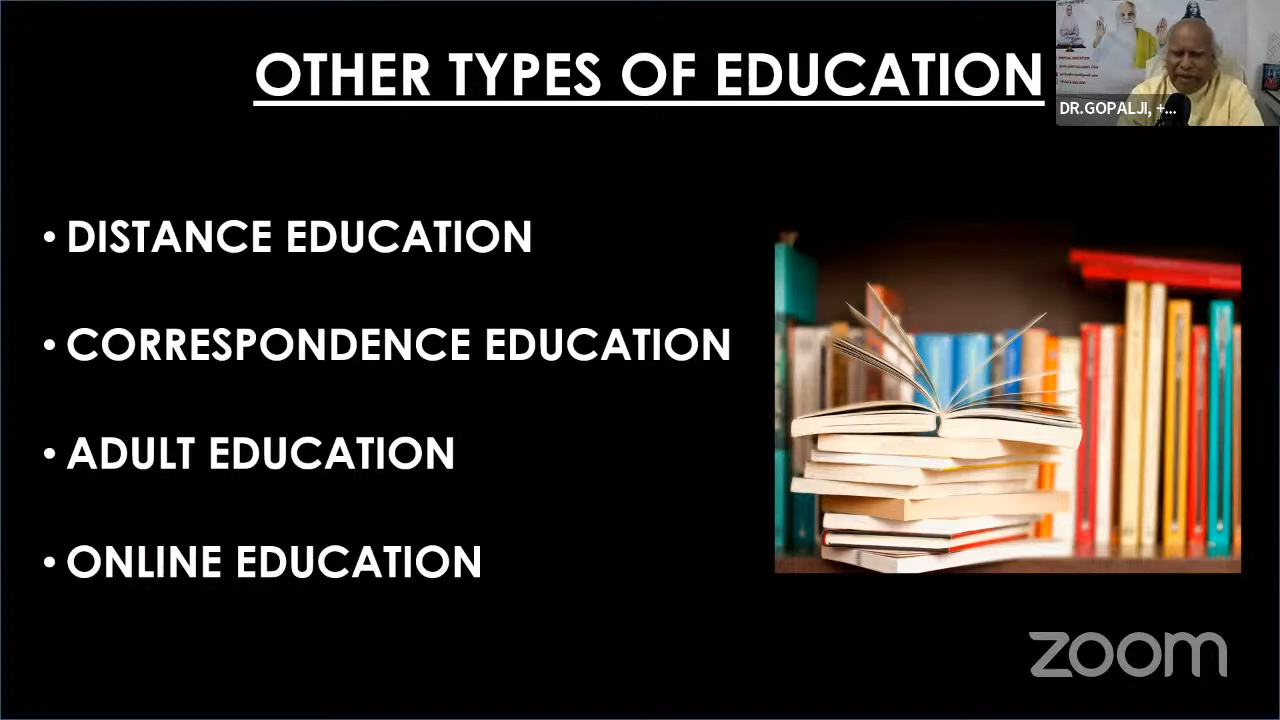 OTHER TYPES OF EDUCATION
DR.GOPALJI, +...
• DISTANCE EDUCATION
• CORRESPONDENCE EDUCATION
• ADULT EDUCATION
• ONLINE EDUCATION
zoom